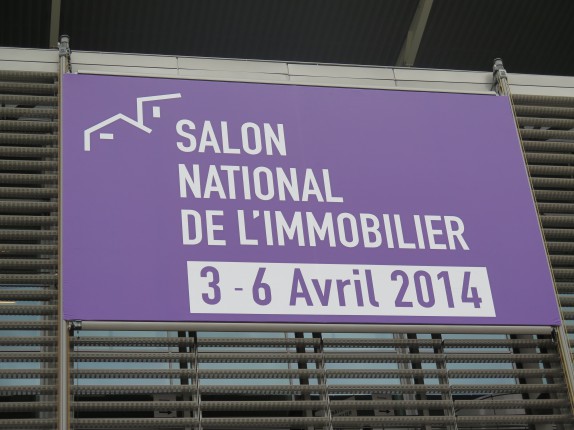 SALON
NATIONAL
DE L'IMMOBILIER
3 - 6 Avril 2014